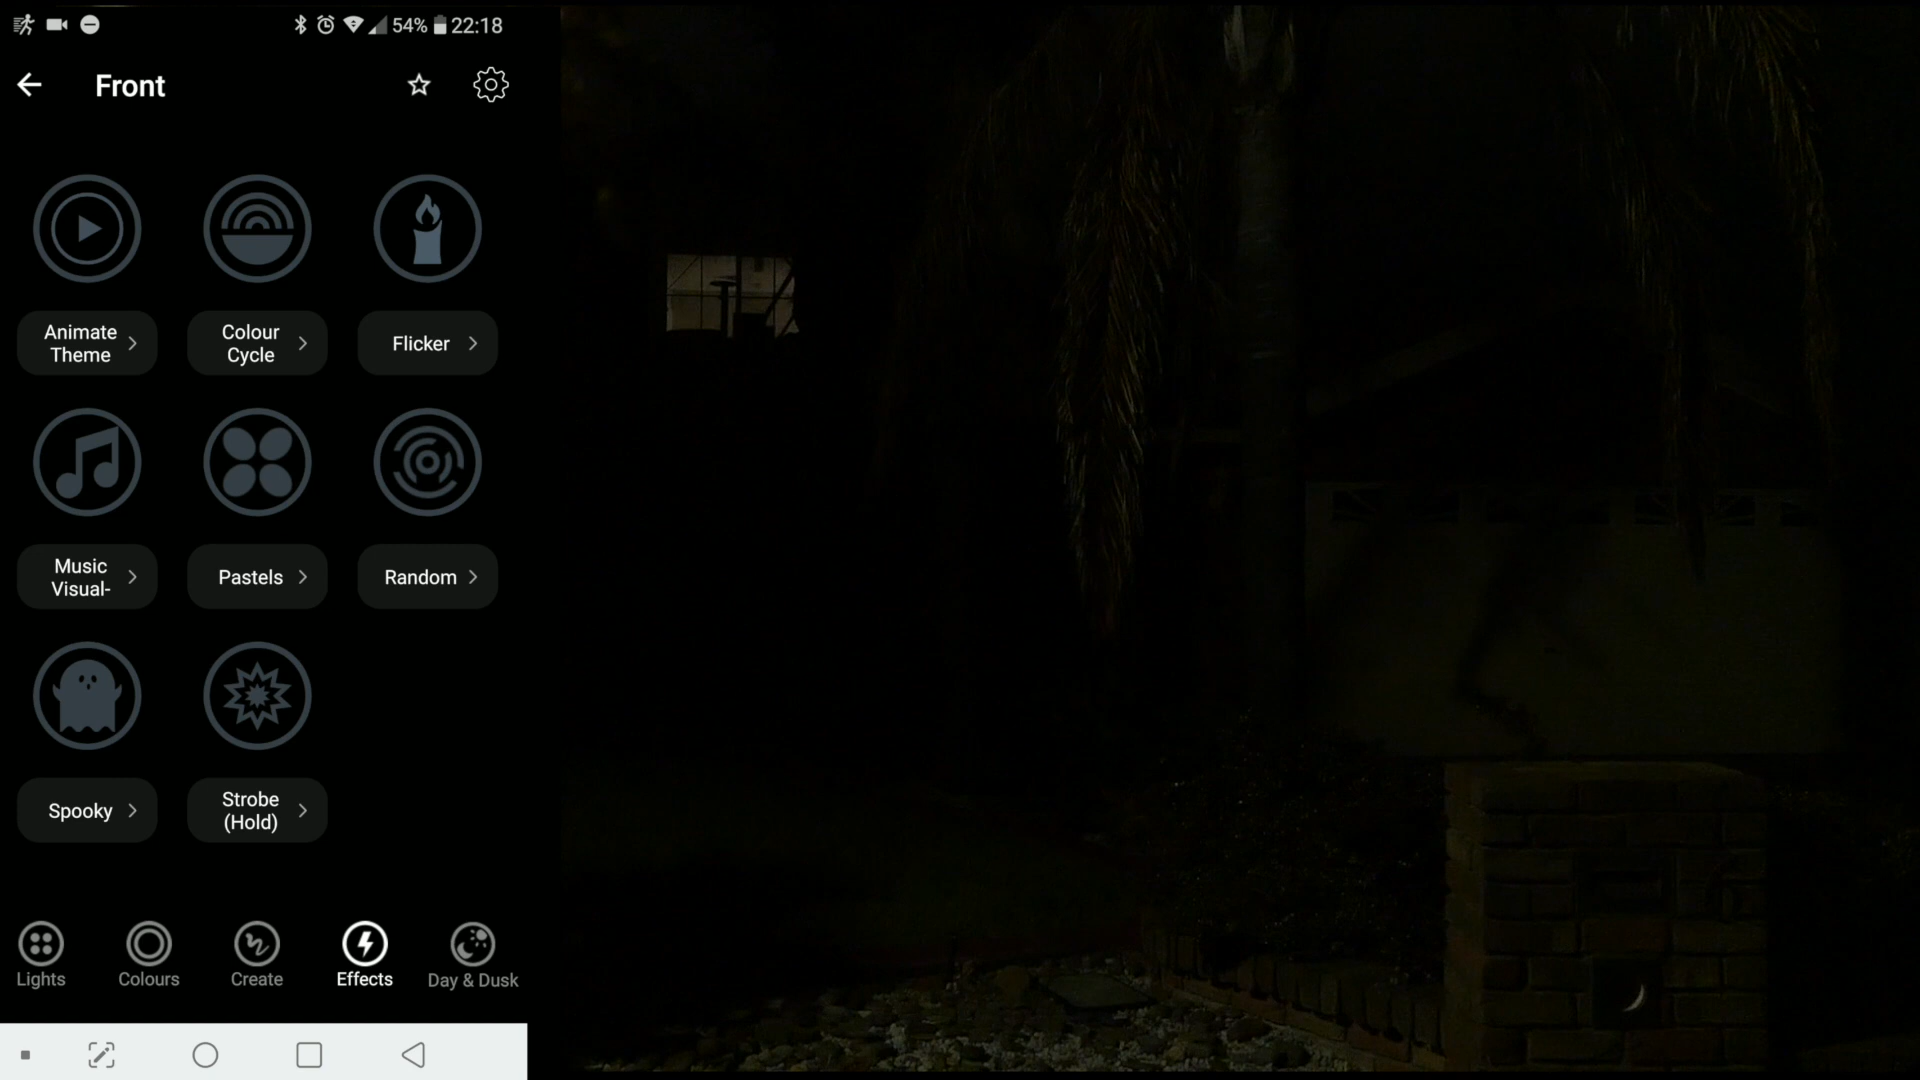 54% 22:18
Front
Animate
Theme
Colour
Cycle
Flicker
Music
Visual-
Pastels
Random
Spooky
Strobe
(Hold)
Lights
Colours
Create
Effects
Day & Dusk